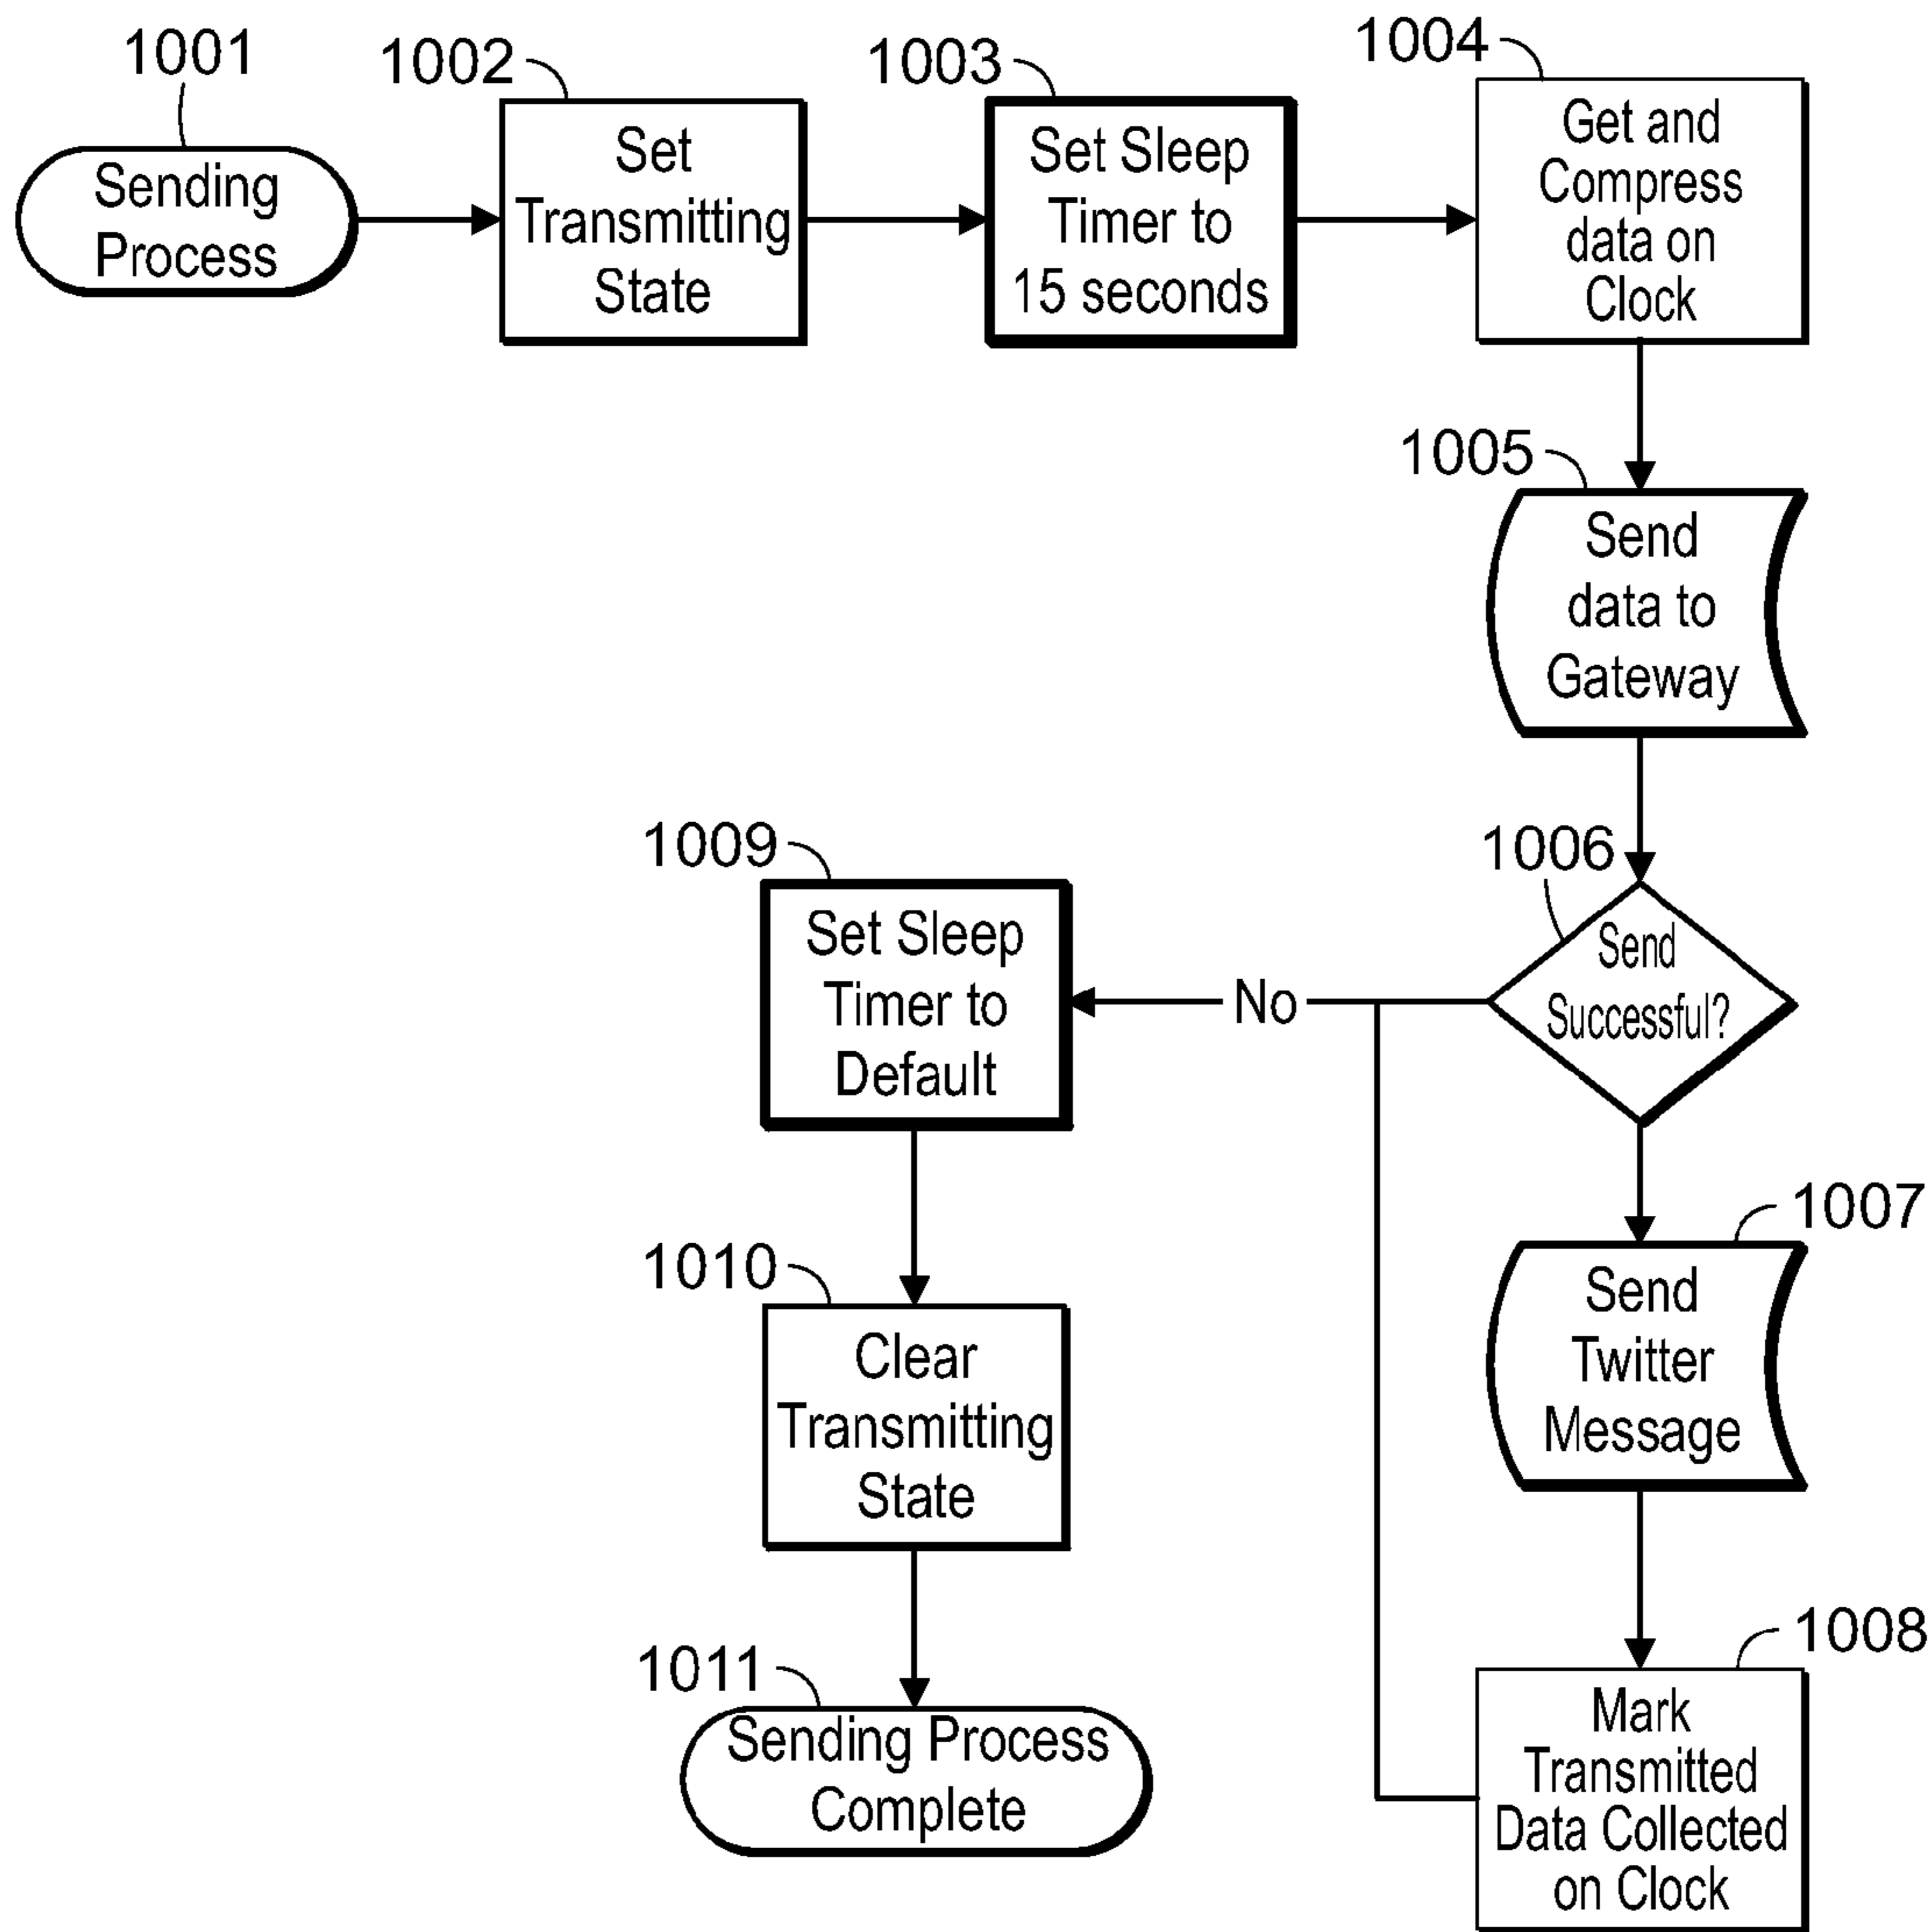 1001
Sending
Process
1002
Set
Transmitting
State
1003
Set Sleep
Timer to
15 seconds
1004
Get and
Compress
data on
Clock
1005
Send
data to
Gateway
1006
Send
Successful?
No
1007
Send
Twitter
Message
1008
Mark
Transmitted
Data Collected
on Clock
1009
Set Sleep
Timer to
Default
1010
Clear
Transmitting
State
1011
Sending Process
Complete